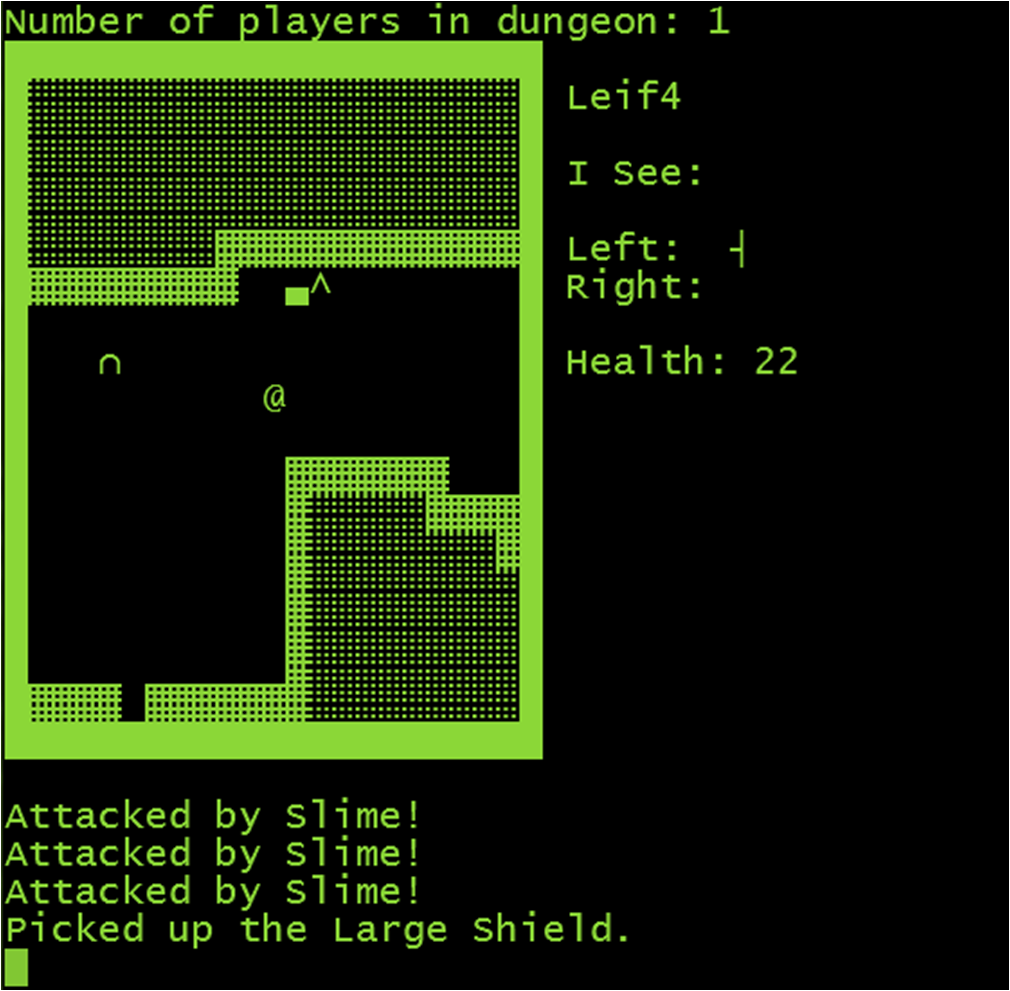 Number of players in dungeon: 1
Leif4
I See:
Left: ┤
Right:
^
∩
Health: 22
@
Attacked by Slime!
Attacked by Slime!
Attacked by Slime!
Picked up the Large Shield.